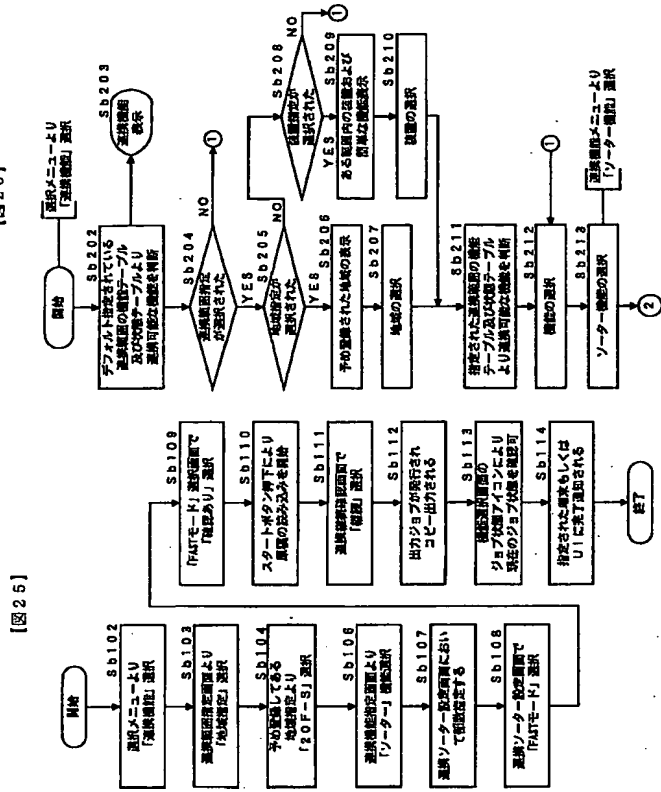 [図25]
開始
Sb102
選択メニューより
「連携機能」選択
Sb103
連携範囲指定画面より
「地域指定」選択
Sb104
予め登録してある
地域指定より
「20F-S」選択
Sb106
連携機能指定画面より
「ソーター」機能選択
Sb107
連携ソーター設定画面におい
て部数指定する
Sb108
連携ソーター設定画面で
「FASTモード」選択
Sb109
「FASTモード」選択画面で
「確認あり」選択
Sb110
スタートボタン押下により
原稿の読み込みを開始
Sb111
連携継続確認画面で
「継続」選択
Sb112
出力ジョブが発行され
コピー出力される
Sb113
機能選択画面の
ジョブ状態アイコンにより
現在のジョブ状態を確認可
Sb114
指定された端末もしくは
UIに完了通知される
終了
開始
選択メニューより
「連携機能」選択
Sb202
デフォルト指定されている
連携範囲の機能テーブル
及び状態テーブルより
連携可能な機能を判断
Sb203
連携機能
表示
Sb204
連携範囲指定
が選択された
NO
①
YES
Sb205
地域指定が
選択された
NO
YES
Sb206
予め登録された地域の表示
Sb207
地域の選択
Sb208
装置指定が
選択された
NO
①
YES
Sb209
ある範囲内の装置および
簡単な機能表示
Sb210
装置の選択
Sb211
指定された連携範囲の機能
テーブル及び状態テーブル
より連携可能な機能を判断
①
Sb212
機能の選択
Sb213
ソーター機能の選択
連携機能メニューより
「ソーター機能」選択
②